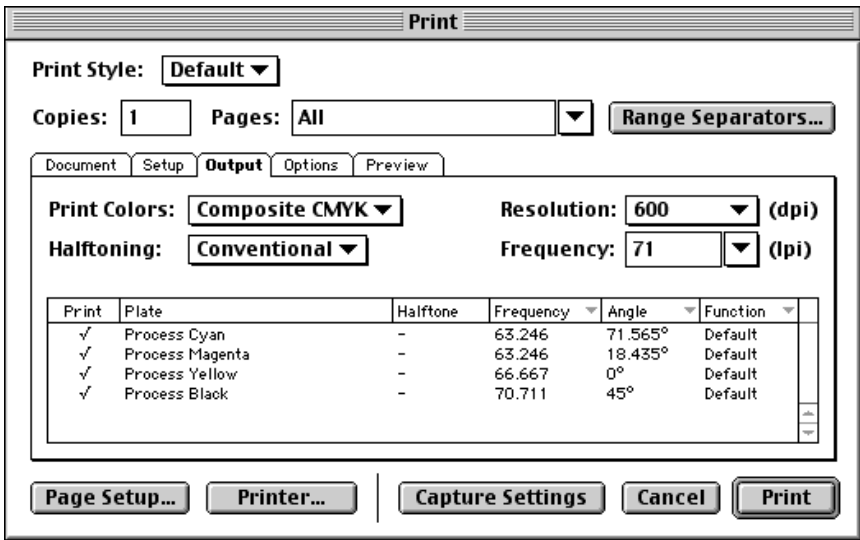 Print
Print Style: Default
Copies: 1 Pages: All Range Separators...
Document Setup Output Options Preview
Print Colors: Composite CMYK Resolution: 600 (dpi)
Halftoning: Conventional Frequency: 71 (lpi)
Print Plate Halftone Frequency Angle Function
√ Process Cyan - 63.246 71.565° Default
√ Process Magenta - 63.246 18.435° Default
√ Process Yellow - 66.667 0° Default
√ Process Black - 70.711 45° Default
Page Setup... Printer... Capture Settings Cancel Print